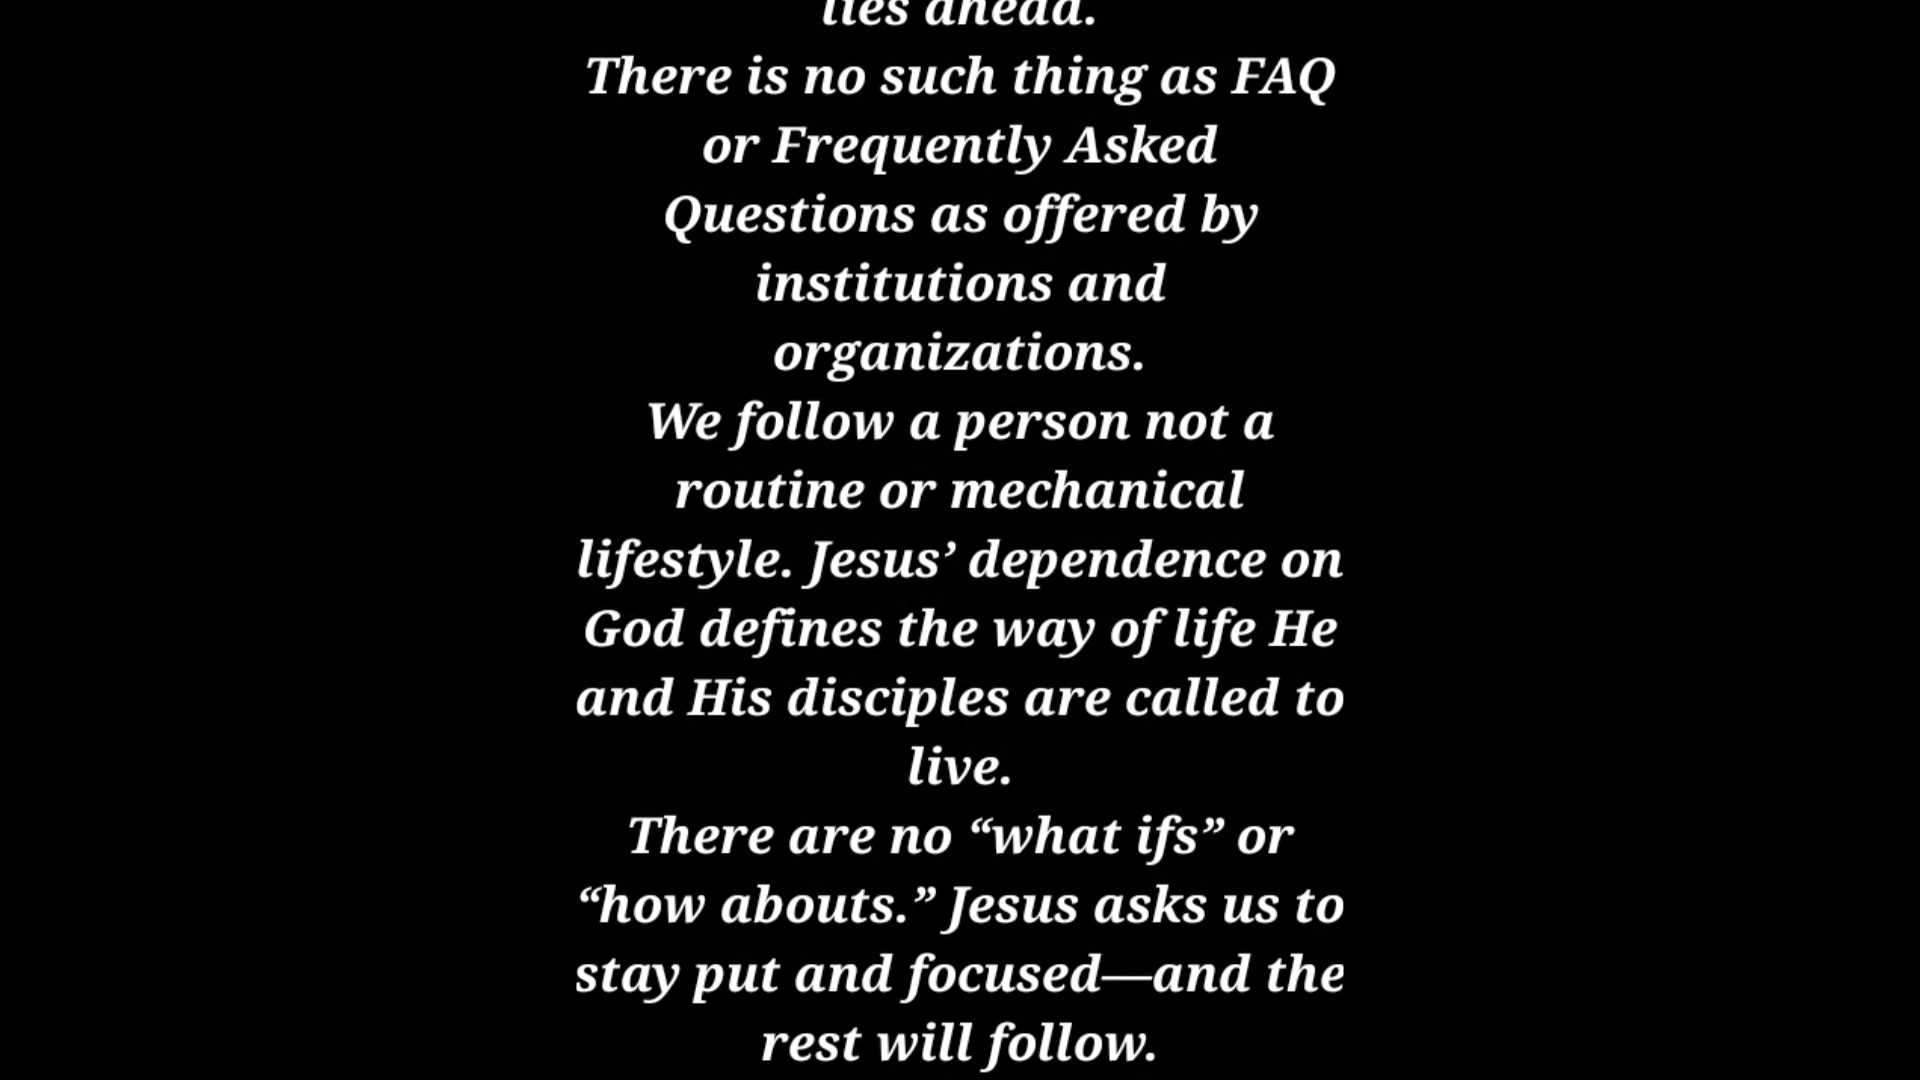 lies ahead.
There is no such thing as FAQ
or Frequently Asked
Questions as offered by
institutions and
organizations.
We follow a person not a
routine or mechanical
lifestyle. Jesus’ dependence on
God defines the way of life He
and His disciples are called to
live.
There are no “what ifs” or
“how abouts.” Jesus asks us to
stay put and focused—and the
rest will follow.